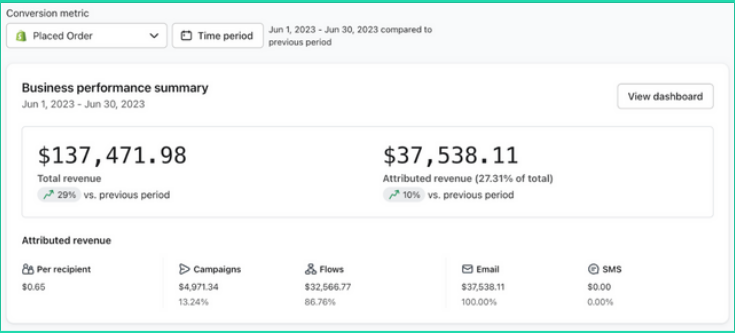 Conversion metric
Placed Order
Time period
Jun 1, 2023 - Jun 30, 2023 compared to
previous period
Business performance summary
Jun 1, 2023 - Jun 30, 2023
View dashboard
$137,471.98
Total revenue
29% vs. previous period
$37,538.11
Attributed revenue (27.31% of total)
10% vs. previous period
Attributed revenue
Per recipient
$0.65
Campaigns
$4,971.34
13.24%
Flows
$32,566.77
86.76%
Email
$37,538.11
100.00%
SMS
$0.00
0.00%